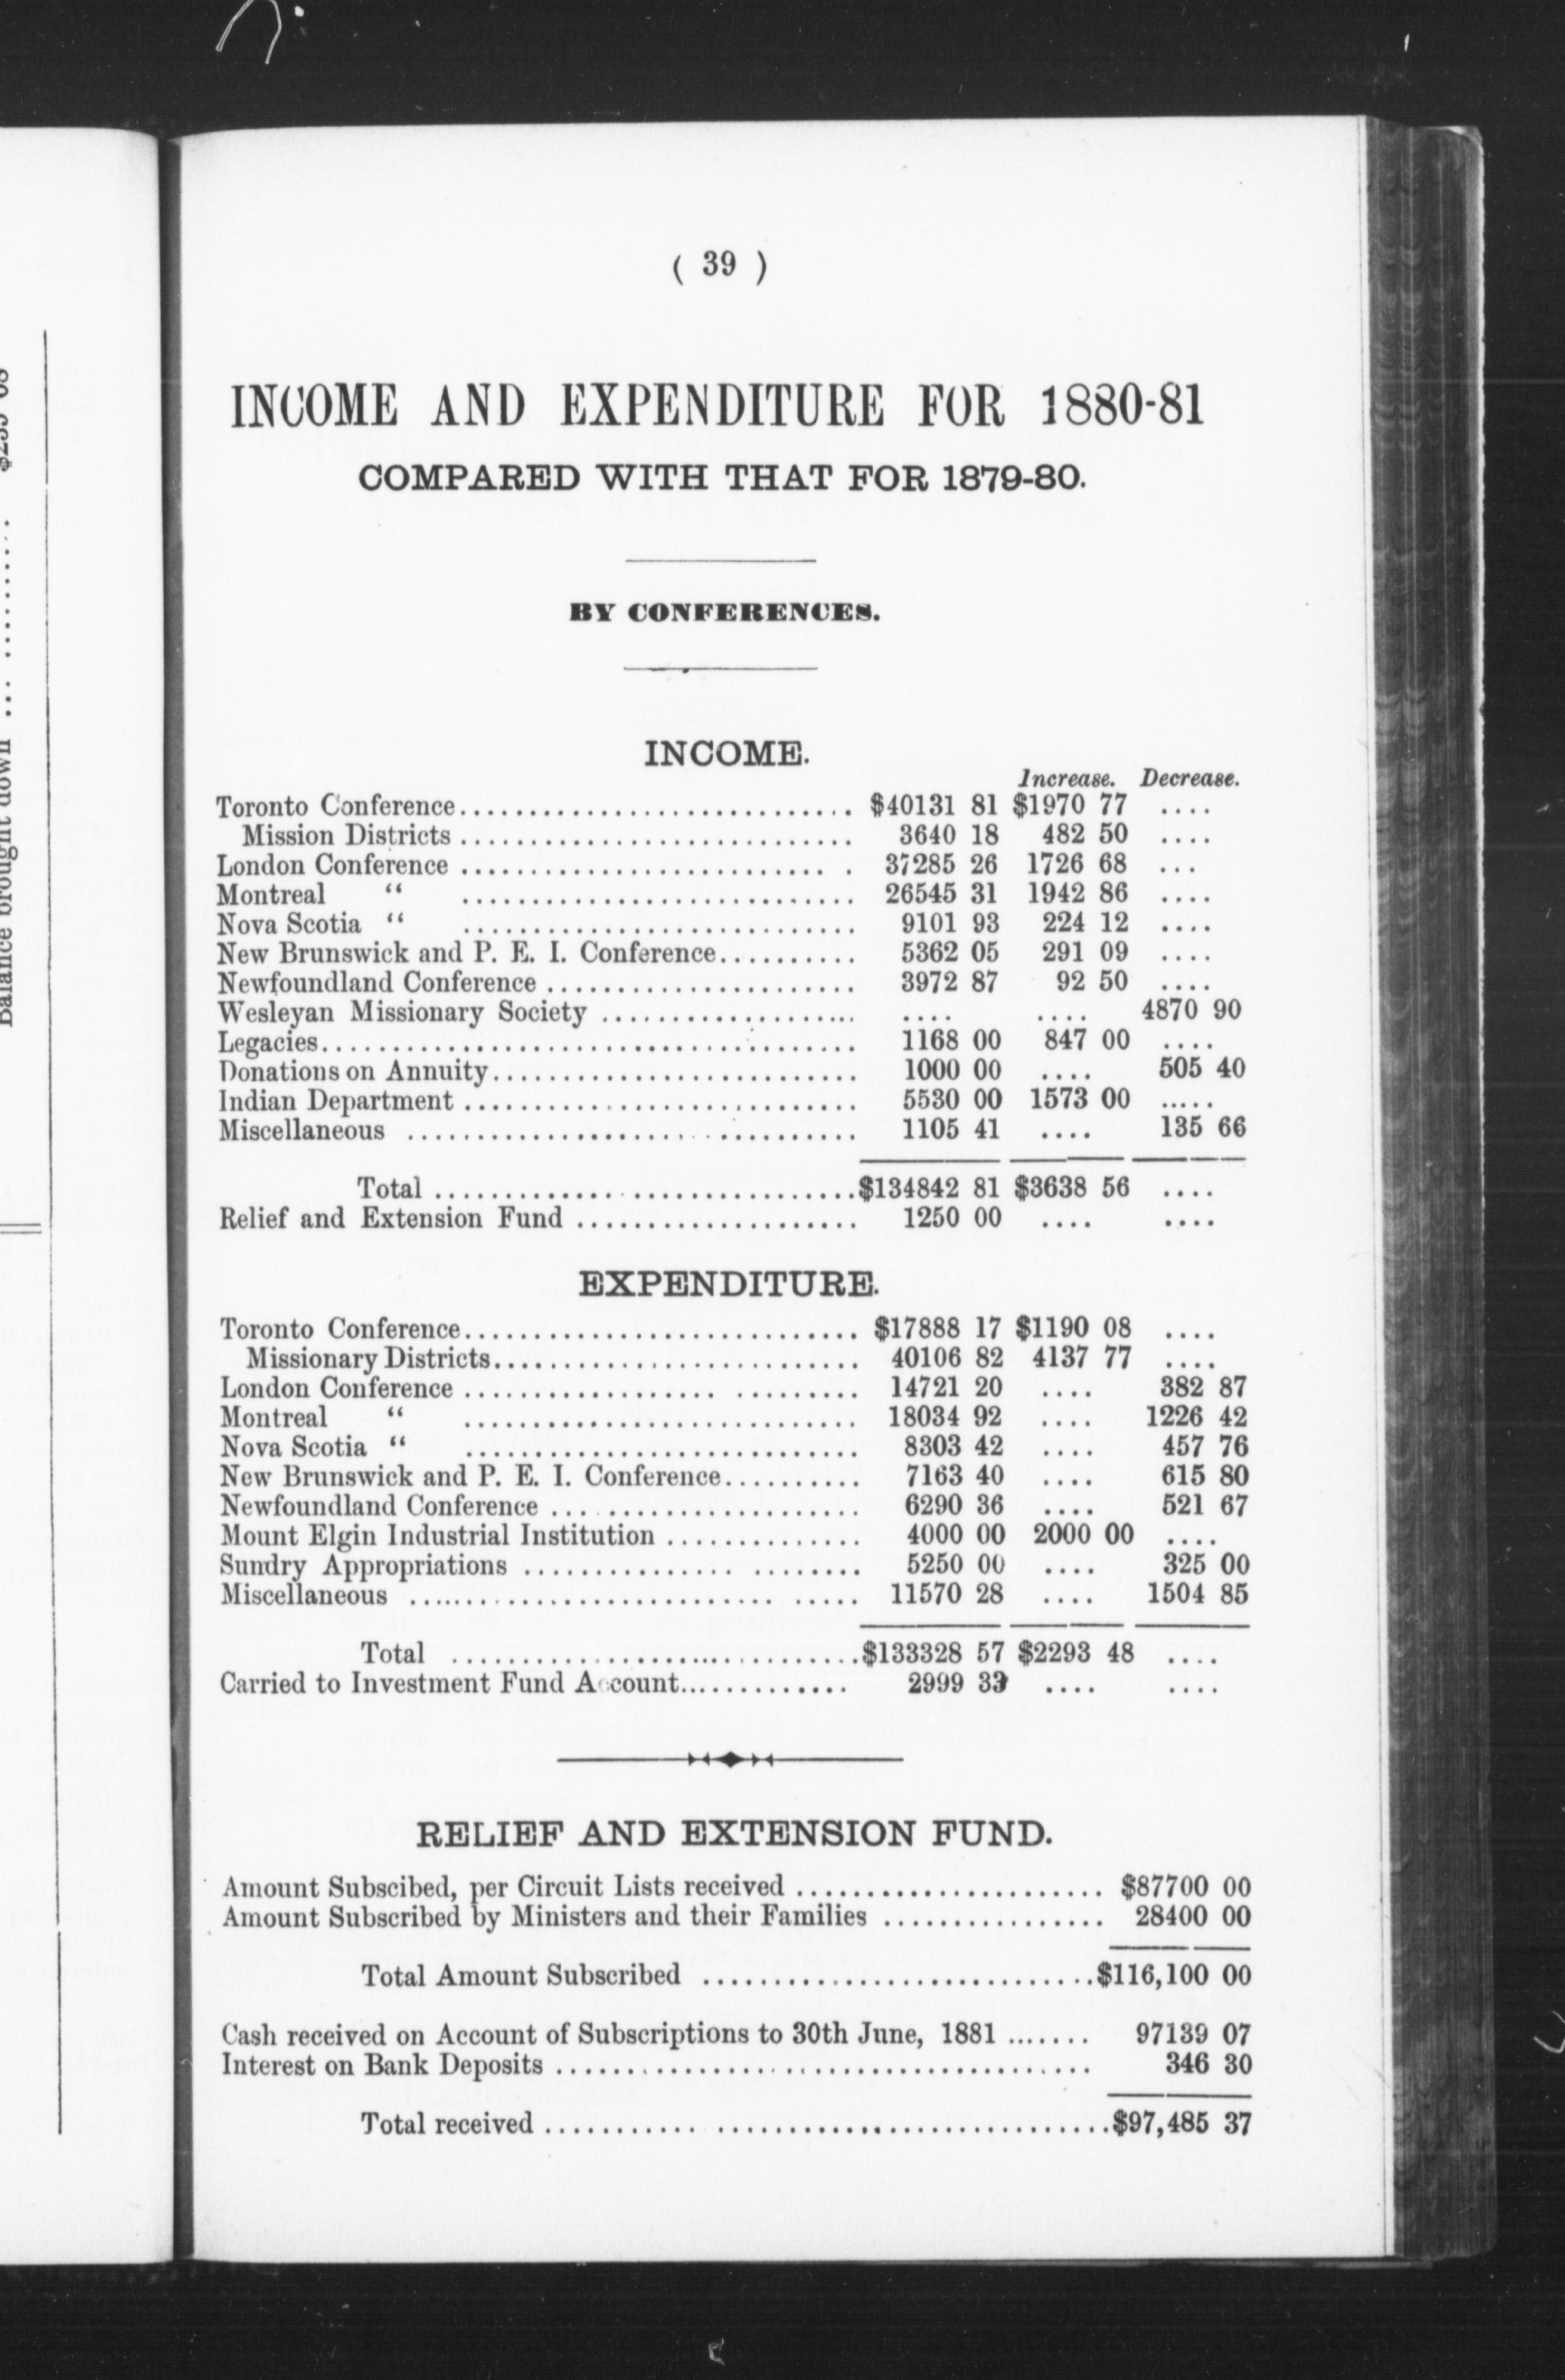 Balance brought down ... .......... $235 68
( 39 )
INCOME AND EXPENDITURE FOR 1880-81
COMPARED WITH THAT FOR 1879-80.
BY CONFERENCES.
INCOME.
Increase. Decrease.
Toronto Conference............................ $40131 81 $1970 77 ....
Mission Districts ............................ 3640 18 482 50 ....
London Conference .......................... . 37285 26 1726 68 ...
Montreal “ ............................ 26545 31 1942 86 ....
Nova Scotia “ ............................ 9101 93 224 12 ....
New Brunswick and P. E. I. Conference.......... 5362 05 291 09 ....
Newfoundland Conference ...................... 3972 87 92 50 ....
Wesleyan Missionary Society .................. .... .... 4870 90
Legacies...................................... 1168 00 847 00 ....
Donations on Annuity.......................... 1000 00 .... 505 40
Indian Department ............................ 5530 00 1573 00 .....
Miscellaneous ................................ 1105 41 .... 135 66
Total ..............................$134842 81 $3638 56 ....
Relief and Extension Fund .................... 1250 00 .... ....
EXPENDITURE.
Toronto Conference............................ $17888 17 $1190 08 ....
Missionary Districts.......................... 40106 82 4137 77 ....
London Conference .................. ......... 14721 20 .... 382 87
Montreal “ ............................ 18034 92 .... 1226 42
Nova Scotia “ ............................ 8303 42 .... 457 76
New Brunswick and P. E. I. Conference.......... 7163 40 .... 615 80
Newfoundland Conference ... .................. 6290 36 .... 521 67
Mount Elgin Industrial Institution .............. 4000 00 2000 00 ....
Sundry Appropriations ............... ........ 5250 00 .... 325 00
Miscellaneous .......................... ..... 11570 28 .... 1504 85
Total .............................$133328 57 $2293 48 ....
Carried to Investment Fund Account............. 2999 33 .... ....
RELIEF AND EXTENSION FUND.
Amount Subscibed, per Circuit Lists received ...................... $87700 00
Amount Subscribed by Ministers and their Families ................ 28400 00
Total Amount Subscribed ............................$116,100 00
Cash received on Account of Subscriptions to 30th June, 1881 ....... 97139 07
Interest on Bank Deposits ...................................... 346 30
Total received ........... ............................$97,485 37